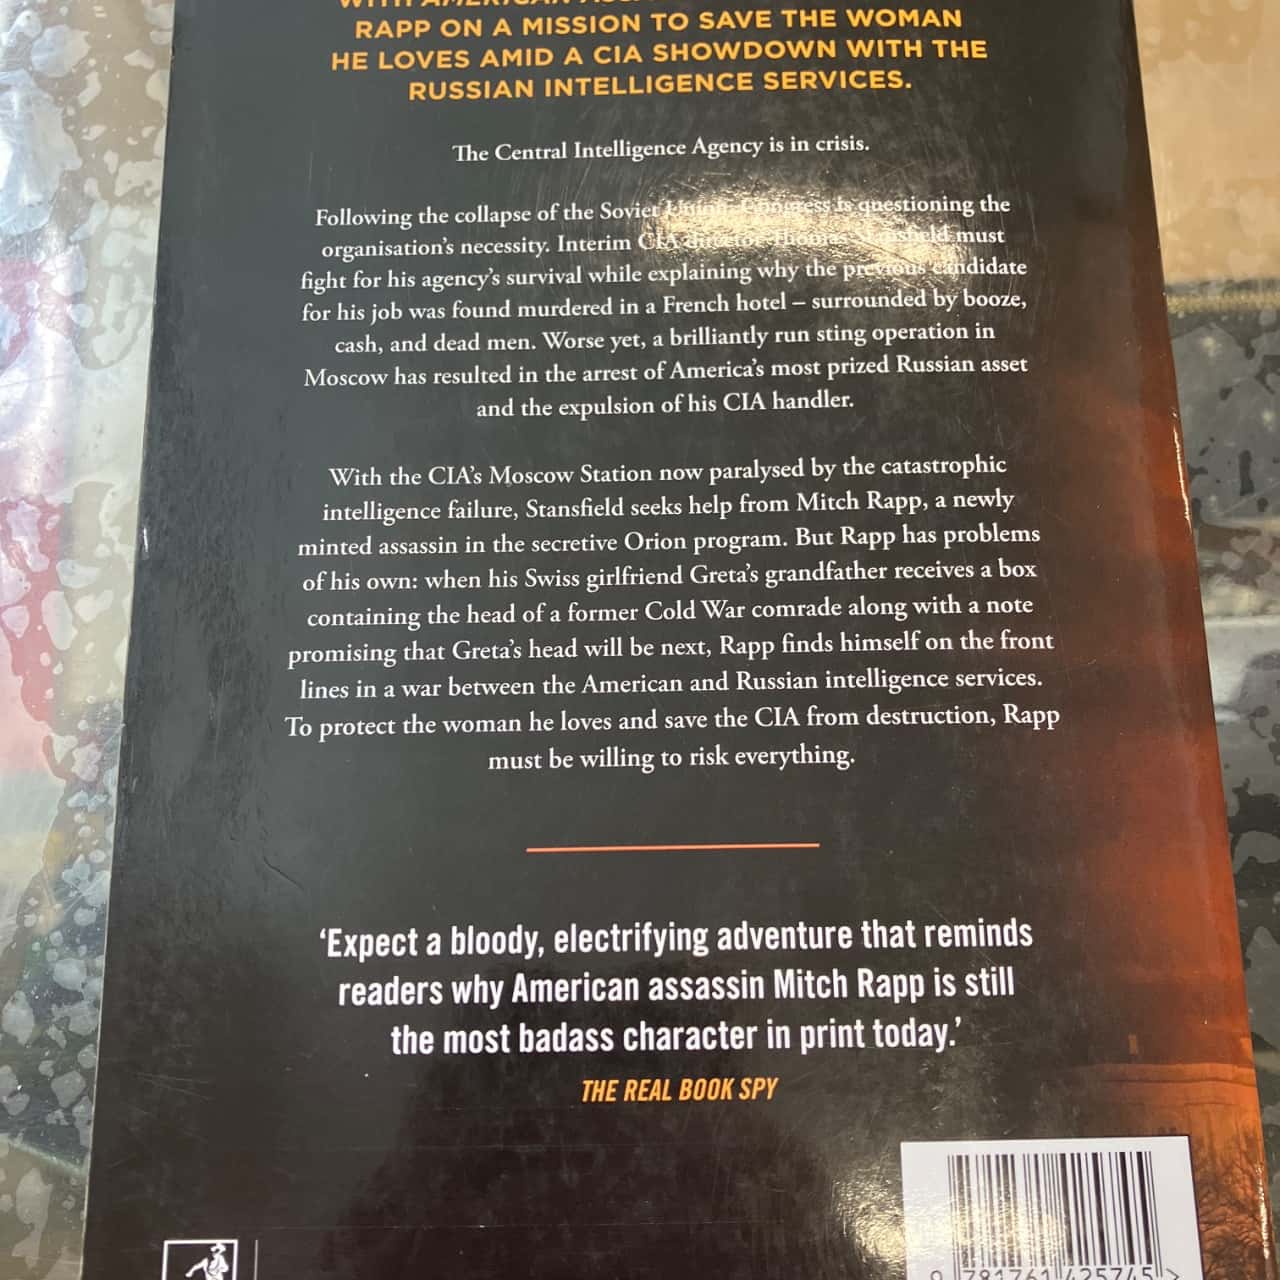 WITH AMERICAN
RAPP ON A MISSION TO SAVE THE WOMAN
HE LOVES AMID A CIA SHOWDOWN WITH THE
RUSSIAN INTELLIGENCE SERVICES.
The Central Intelligence Agency is in crisis.
Following the collapse of the Soviet Union, Congress is questioning the
organisation's necessity. Interim CIA director Thomas Stansfield must
fight for his agency's survival while explaining why the previous candidate
for his job was found murdered in a French hotel – surrounded by booze,
cash, and dead men. Worse yet, a brilliantly run sting operation in
Moscow has resulted in the arrest of America's most prized Russian asset
and the expulsion of his CIA handler.
With the CIA's Moscow Station now paralysed by the catastrophic
intelligence failure, Stansfield seeks help from Mitch Rapp, a newly
minted assassin in the secretive Orion program. But Rapp has problems
of his own: when his Swiss girlfriend Greta's grandfather receives a box
containing the head of a former Cold War comrade along with a note
promising that Greta's head will be next, Rapp finds himself on the front
lines in a war between the American and Russian intelligence services.
To protect the woman he loves and save the CIA from destruction, Rapp
must be willing to risk everything.
‘Expect a bloody, electrifying adventure that reminds
readers why American assassin Mitch Rapp is still
the most badass character in print today.’
THE REAL BOOK SPY
9 781761 425745 >